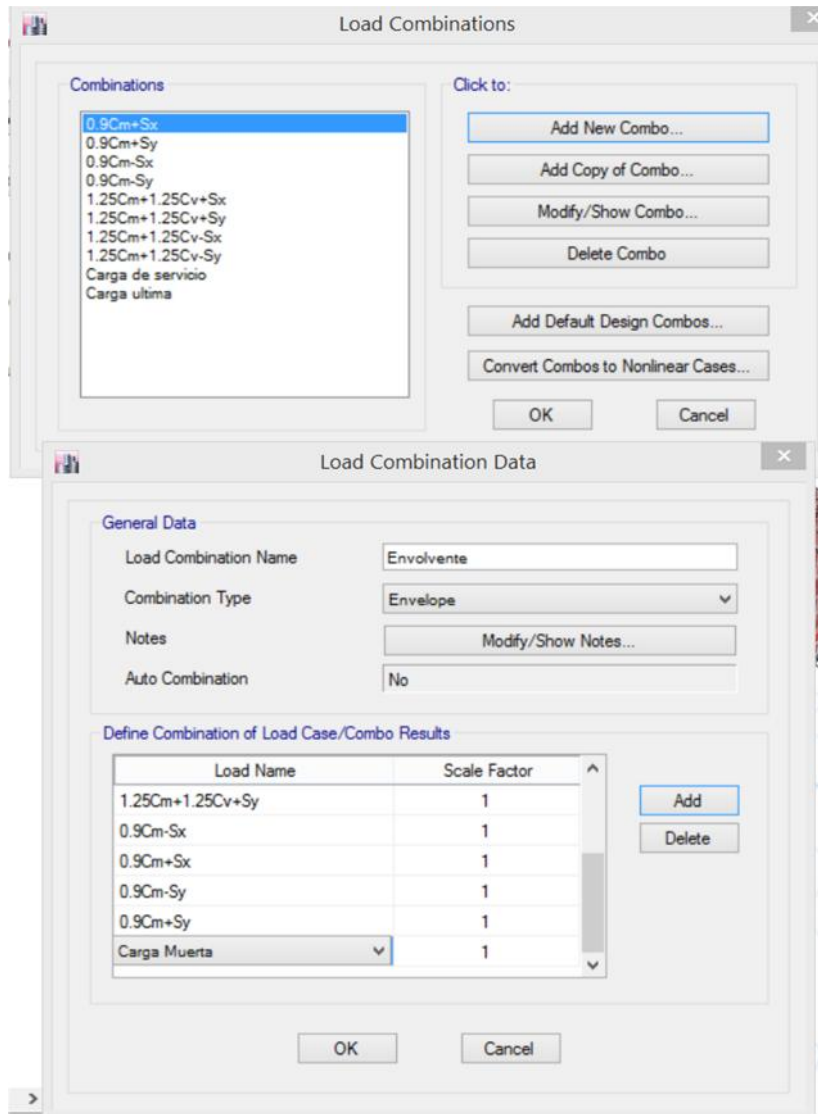 Load Combinations
Combinations
0.9Cm+Sx
0.9Cm+Sy
0.9Cm-Sx
0.9Cm-Sy
1.25Cm+1.25Cv+Sx
1.25Cm+1.25Cv+Sy
1.25Cm+1.25Cv-Sx
1.25Cm+1.25Cv-Sy
Carga de servicio
Carga ultima
Click to:
Add New Combo...
Add Copy of Combo...
Modify/Show Combo...
Delete Combo
Add Default Design Combos...
Convert Combos to Nonlinear Cases...
OK Cancel
Load Combination Data
General Data
Load Combination Name Envolvente
Combination Type Envelope
Notes Modify/Show Notes...
Auto Combination No
Define Combination of Load Case/Combo Results
Load Name Scale Factor
1.25Cm+1.25Cv+Sy 1
0.9Cm-Sx 1
0.9Cm+Sx 1
0.9Cm-Sy 1
0.9Cm+Sy 1
Carga Muerta 1
Add
Delete
OK Cancel